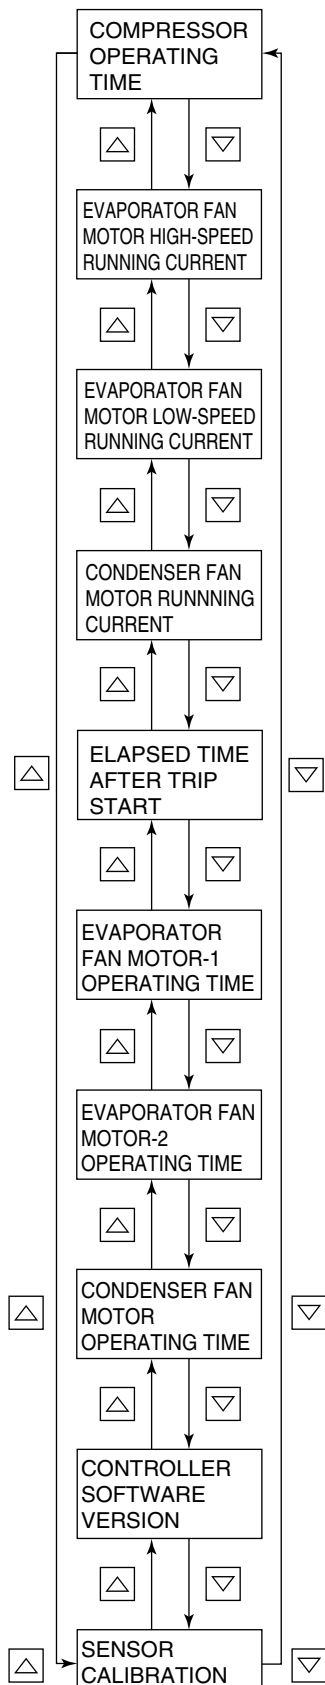 COMPRESSOR
OPERATING
TIME
EVAPORATOR FAN
MOTOR HIGH-SPEED
RUNNING CURRENT
EVAPORATOR FAN
MOTOR LOW-SPEED
RUNNING CURRENT
CONDENSER FAN
MOTOR RUNNNING
CURRENT
ELAPSED TIME
AFTER TRIP
START
EVAPORATOR
FAN MOTOR-1
OPERATING TIME
EVAPORATOR FAN
MOTOR-2
OPERATING TIME
CONDENSER FAN
MOTOR
OPERATING TIME
CONTROLLER
SOFTWARE
VERSION
SENSOR
CALIBRATION